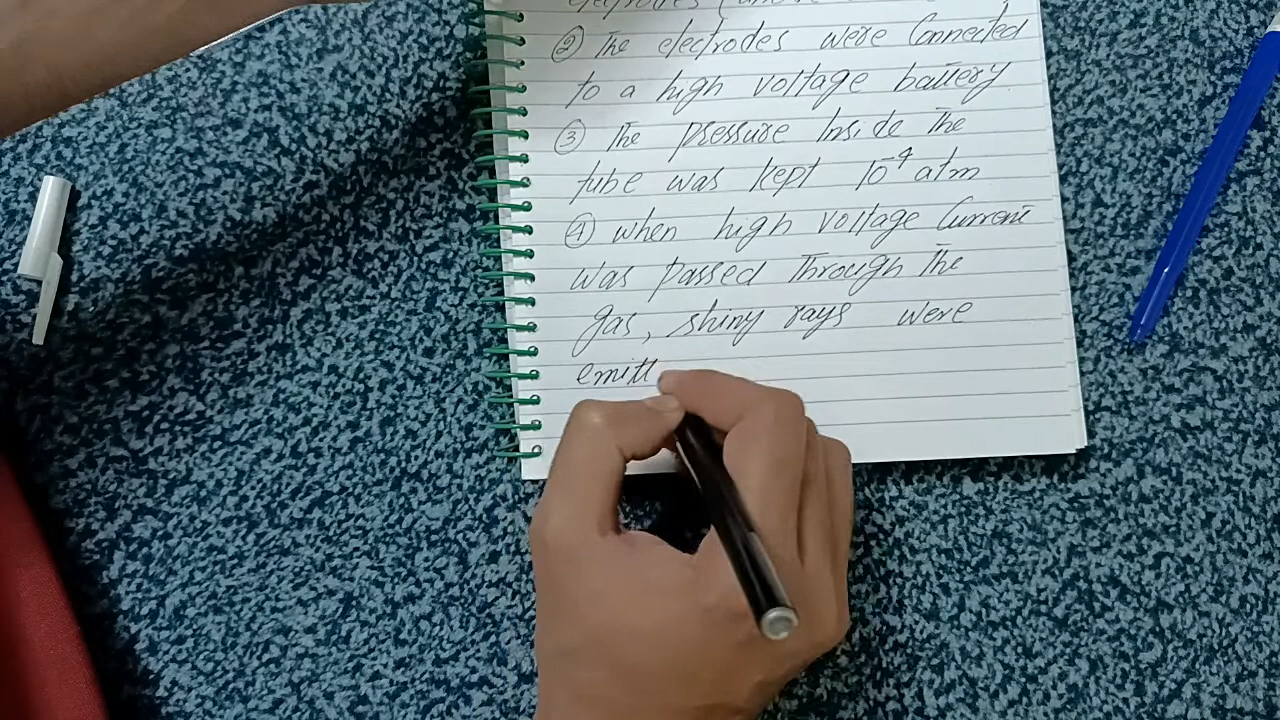 electrodes
② The electrodes were Connected
to a high voltage battery
③ The pressure Inside the
tube was kept 10⁻⁴ atm
④ when high voltage Current
was passed Through The
gas, shiny rays were
emitt